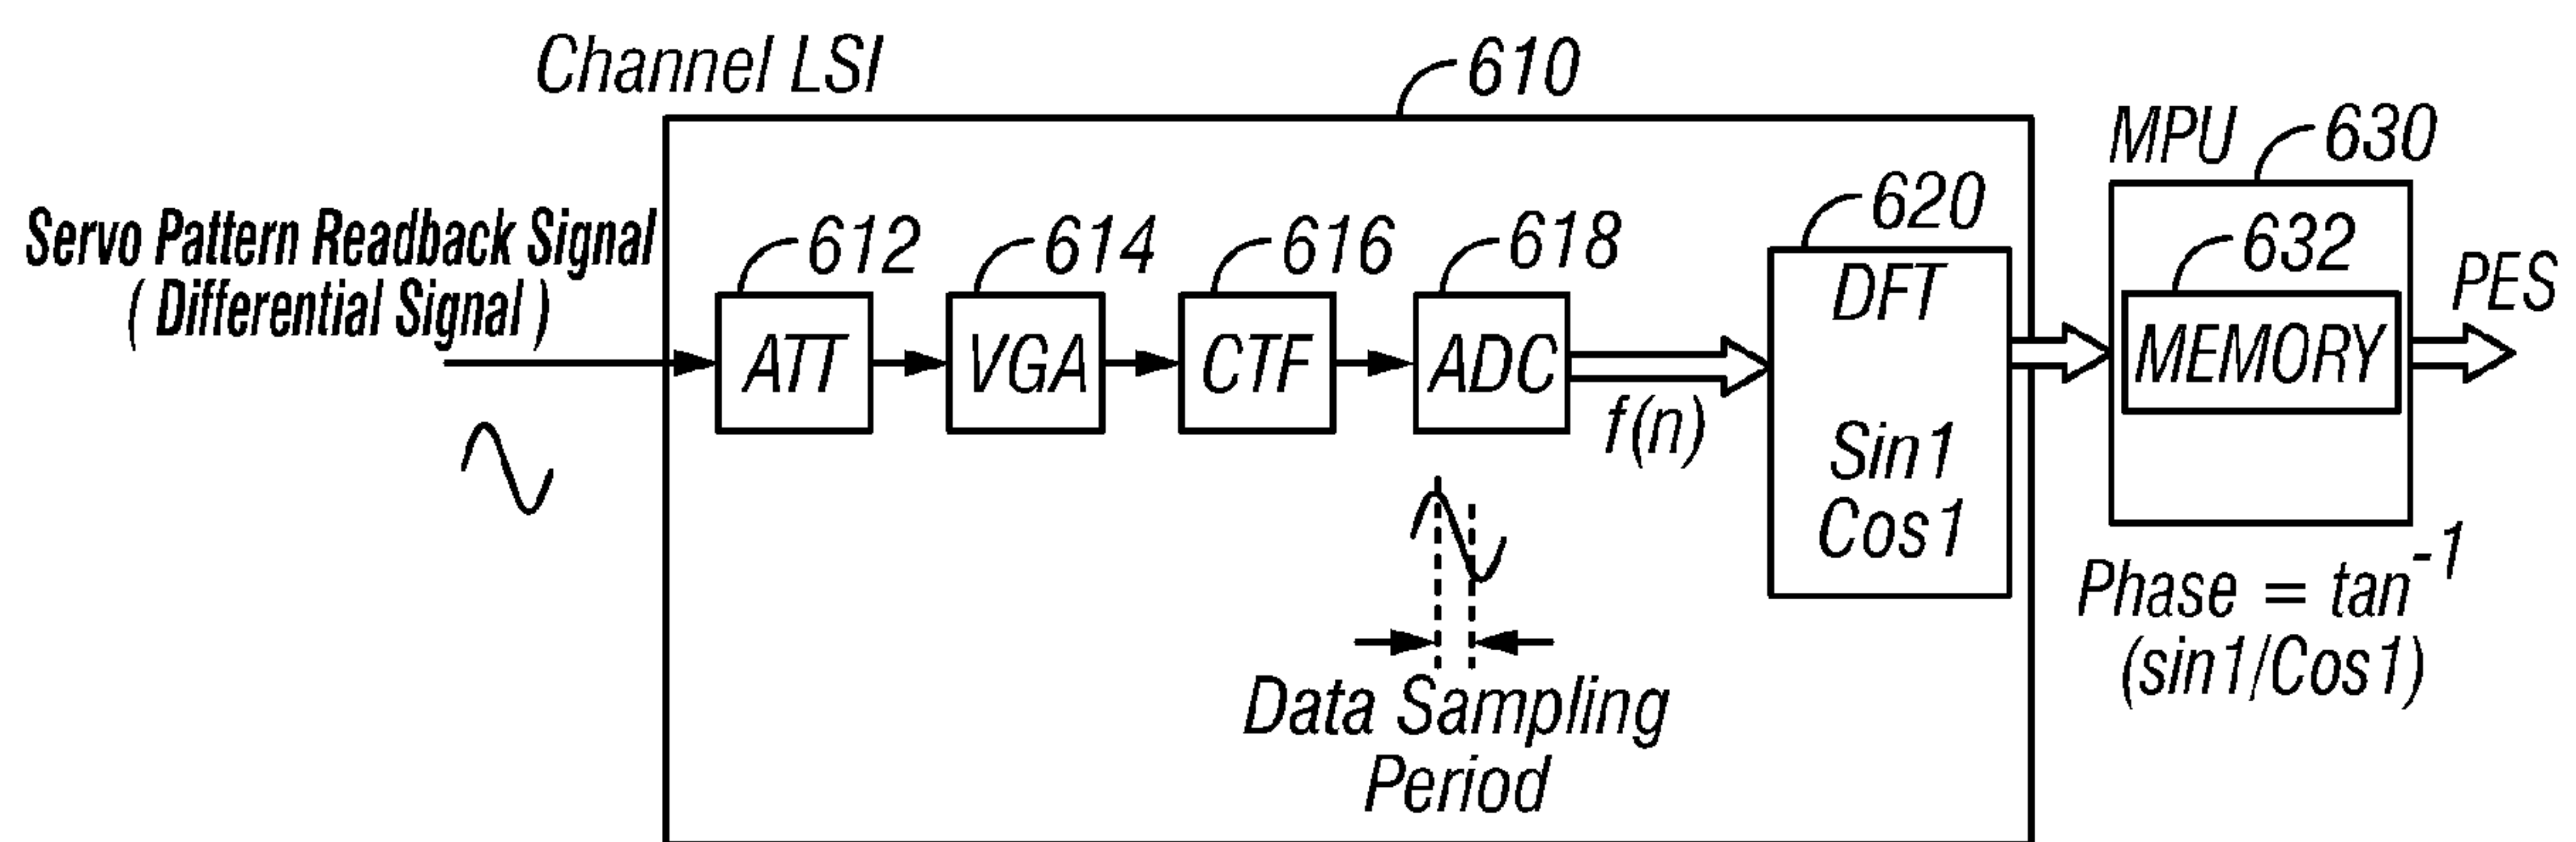 Channel LSI
610
MPU
630
Servo Pattern Readback Signal
( Differential Signal )
612
614
616
618
620
632
PES
ATT
VGA
CTF
ADC
f(n)
DFT
Sin1
Cos1
MEMORY
Data Sampling
Period
Phase = tan⁻¹
(sin1/Cos1)